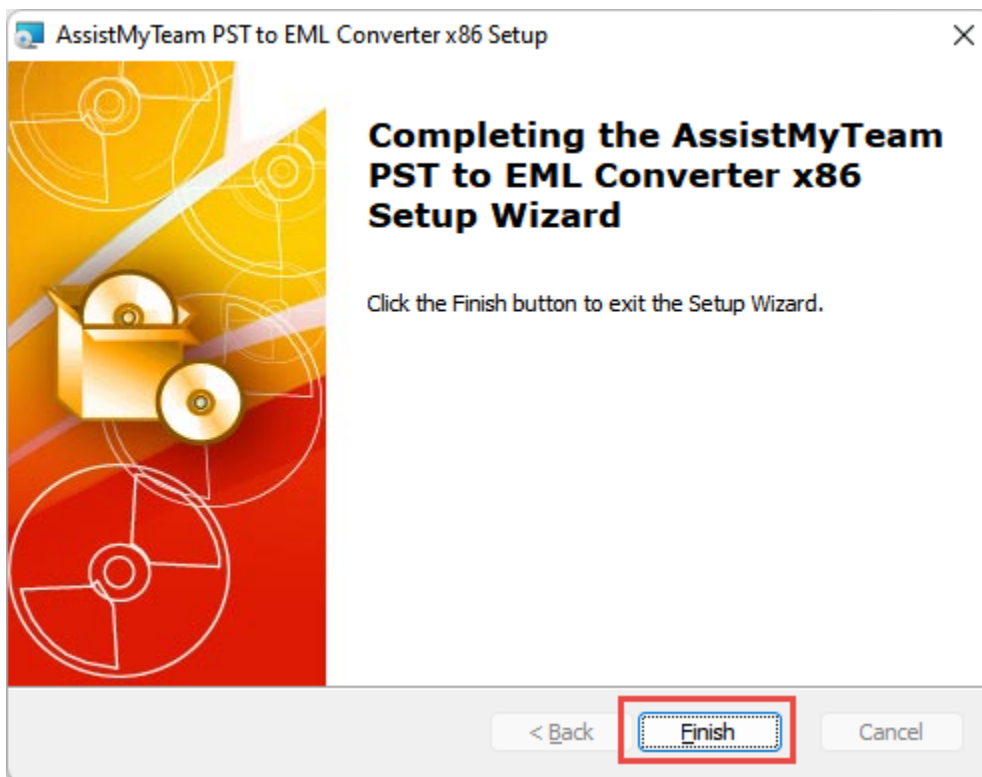 AssistMyTeam PST to EML Converter x86 Setup
Completing the AssistMyTeam
PST to EML Converter x86
Setup Wizard
Click the Finish button to exit the Setup Wizard.
< Back Finish Cancel